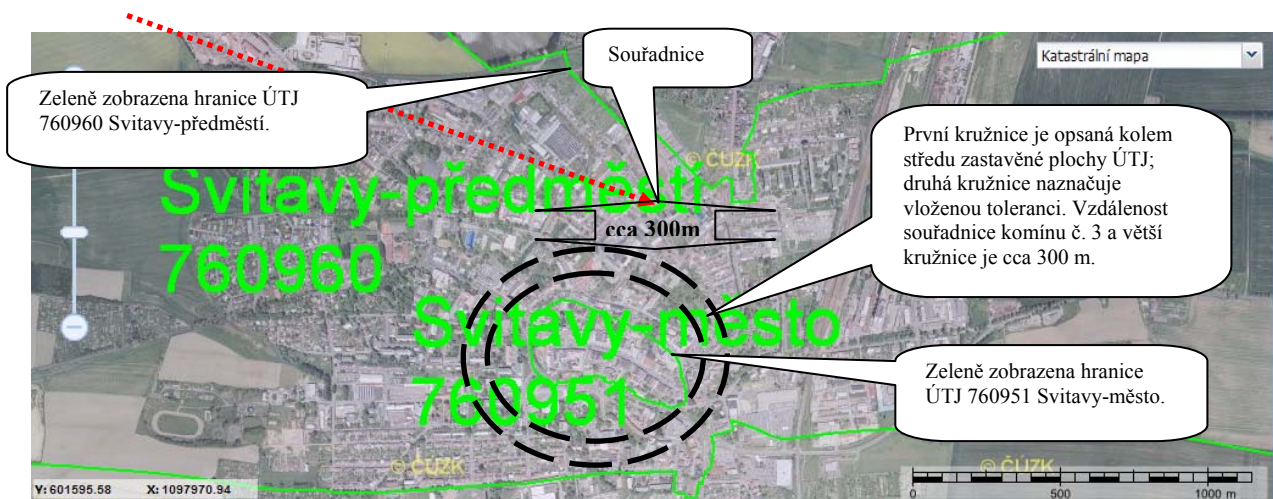 Souřadnice
Katastrální mapa
Zeleně zobrazena hranice ÚTJ
760960 Svitavy-předměstí.
První kružnice je opsaná kolem
středu zastavěné plochy ÚTJ;
druhá kružnice naznačuje
vloženou toleranci. Vzdálenost
souřadnice komínu č. 3 a větší
kružnice je cca 300 m.
© ČÚZK
Svitavy-předměstí
760960
cca 300m
Svitavy-město
760951
Zeleně zobrazena hranice
ÚTJ 760951 Svitavy-město.
© ČÚZK
© ČÚZK
Y: 601595.58 X: 1097970.94
0 500 1000 m